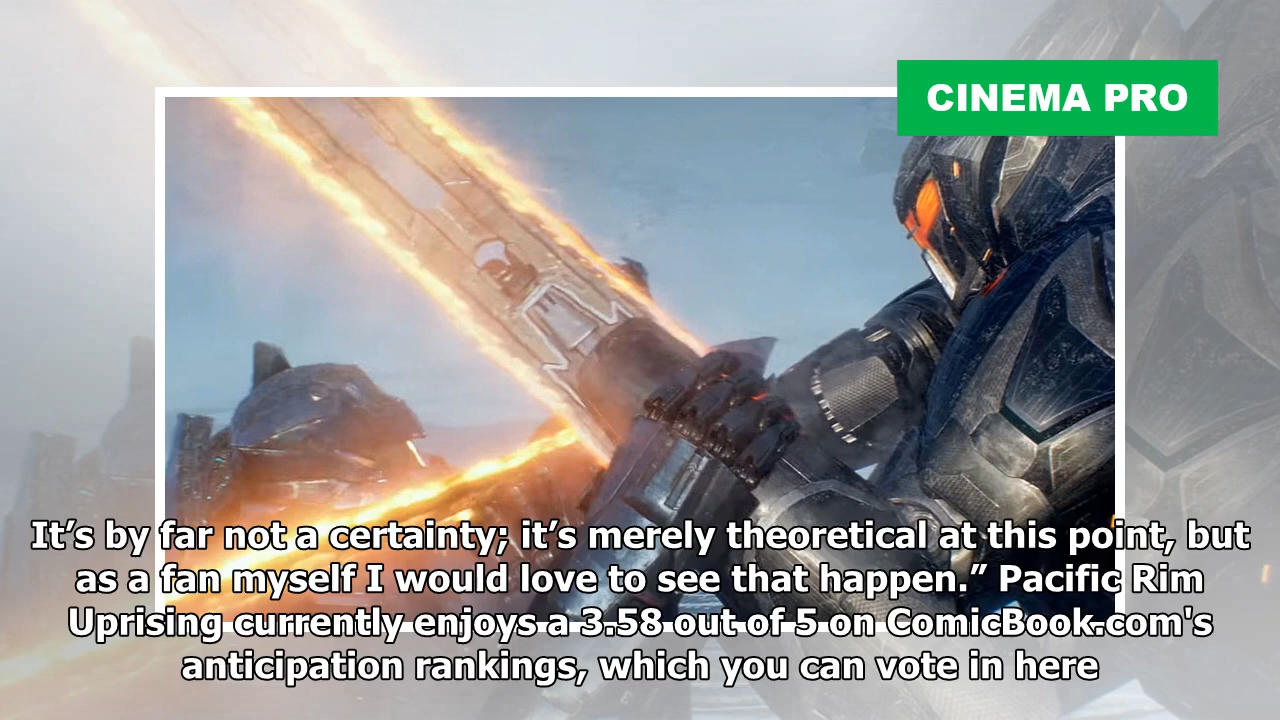 CINEMA PRO
It’s by far not a certainty; it’s merely theoretical at this point, but
as a fan myself I would love to see that happen.” Pacific Rim
Uprising currently enjoys a 3.58 out of 5 on ComicBook.com's
anticipation rankings, which you can vote in here